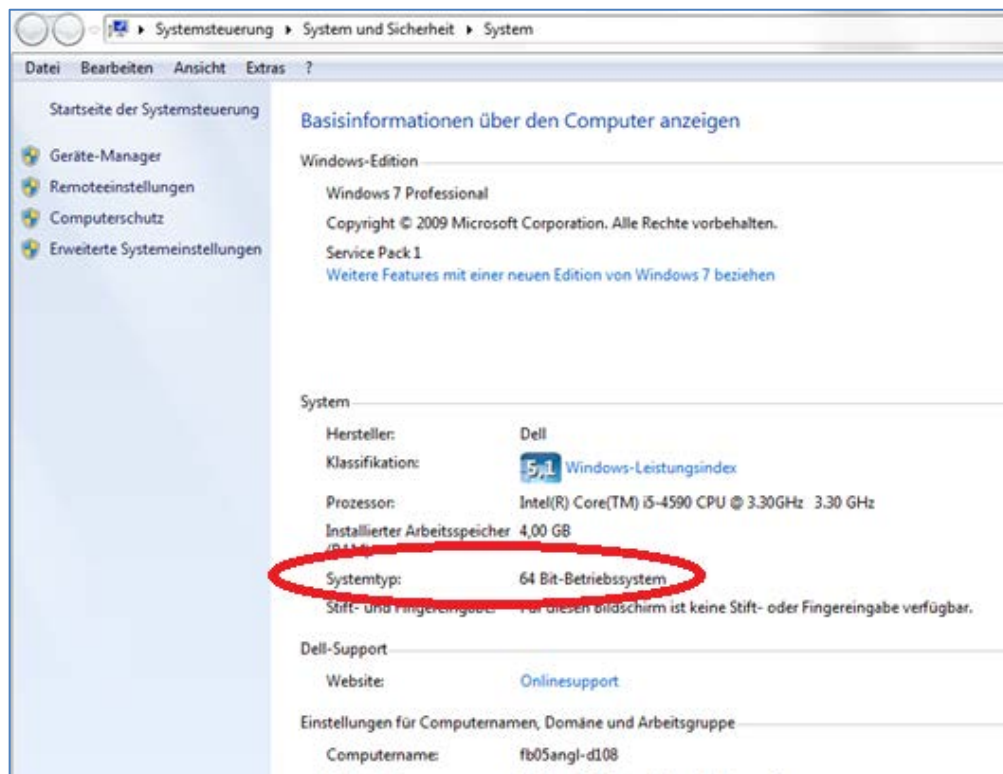 Systemsteuerung ▸ System und Sicherheit ▸ System
Datei Bearbeiten Ansicht Extras ?
Startseite der Systemsteuerung
Geräte-Manager
Remoteeinstellungen
Computerschutz
Erweiterte Systemeinstellungen
Basisinformationen über den Computer anzeigen
Windows-Edition
Windows 7 Professional
Copyright © 2009 Microsoft Corporation. Alle Rechte vorbehalten.
Service Pack 1
Weitere Features mit einer neuen Edition von Windows 7 beziehen
System
Hersteller: Dell
Klassifikation: 5,1 Windows-Leistungsindex
Prozessor: Intel(R) Core(TM) i5-4590 CPU @ 3.30GHz 3.30 GHz
Installierter Arbeitsspeicher 4,00 GB
(RAM):
Systemtyp: 64 Bit-Betriebssystem
Stift- und Fingereingabe: Für diesen Bildschirm ist keine Stift- oder Fingereingabe verfügbar.
Dell-Support
Website: Onlinesupport
Einstellungen für Computernamen, Domäne und Arbeitsgruppe
Computername: fb05angl-d108